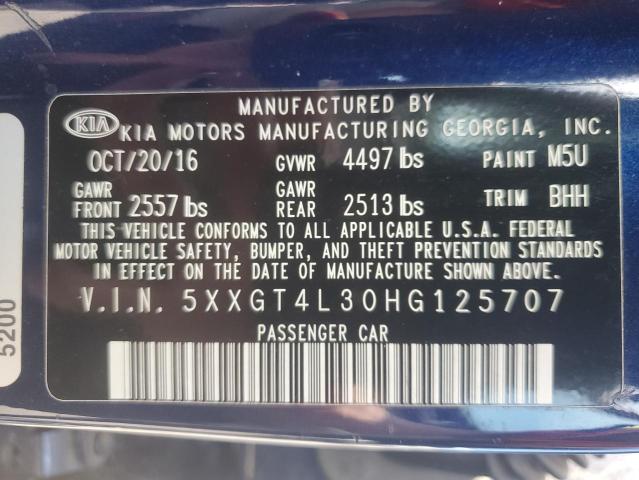 MANUFACTURED BY
KIA KIA MOTORS MANUFACTURING GEORGIA, INC.
OCT/20/16 GVWR 4497 lbs PAINT M5U
GAWR FRONT 2557 lbs GAWR REAR 2513 lbs TRIM BHH
THIS VEHICLE CONFORMS TO ALL APPLICABLE U.S.A. FEDERAL
MOTOR VEHICLE SAFETY, BUMPER, AND THEFT PREVENTION STANDARDS
IN EFFECT ON THE DATE OF MANUFACTURE SHOWN ABOVE.
V.I.N. 5XXGT4L30HG125707
PASSENGER CAR
5200